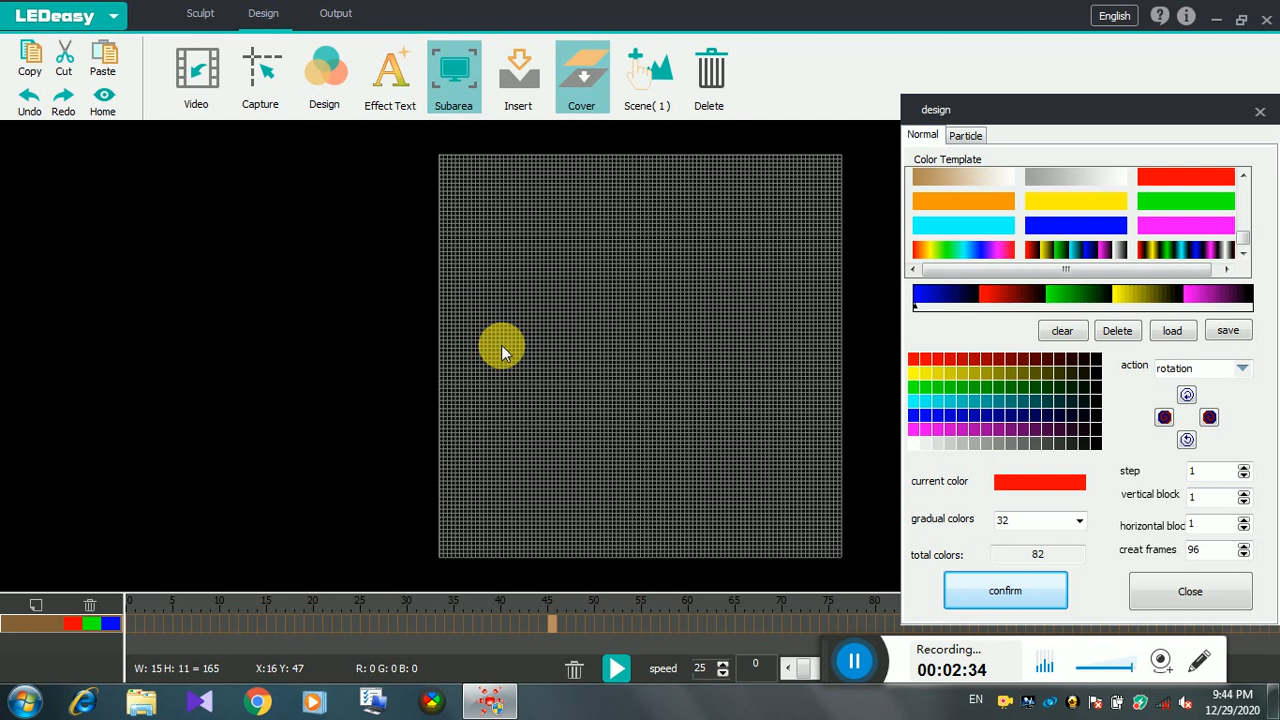 LEDeasy Sculpt Design Output English
Copy Cut Paste
Undo Redo Home
Video Capture Design Effect Text Subarea Insert Cover Scene( 1 ) Delete
design
Normal Particle
Color Template
clear Delete load save
action rotation
step 1
current color
vertical block 1
gradual colors 32
horizontal bloc 1
total colors: 82
creat frames 96
confirm Close
0 5 10 15 20 25 30 35 40 45 50 55 60 65 70 75 80
W: 15 H: 11 = 165 X:16 Y: 47 R: 0 G: 0 B: 0 speed 25 0
Recording...
00:02:34
EN
9:44 PM
12/29/2020